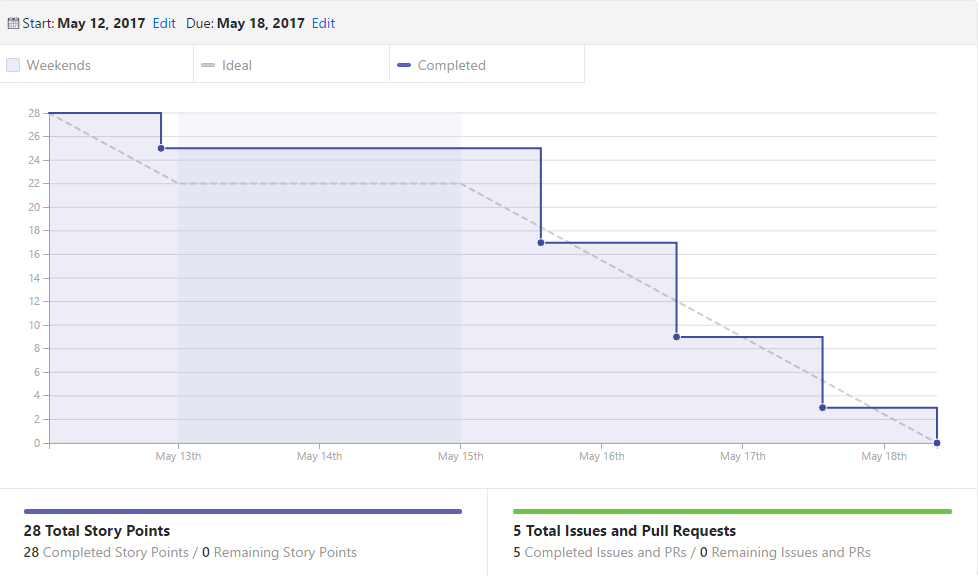 Start: May 12, 2017 Edit Due: May 18, 2017 Edit
Weekends Ideal Completed
28
26
24
22
20
18
16
14
12
10
8
6
4
2
0
May 13th May 14th May 15th May 16th May 17th May 18th
28 Total Story Points
28 Completed Story Points / 0 Remaining Story Points
5 Total Issues and Pull Requests
5 Completed Issues and PRs / 0 Remaining Issues and PRs